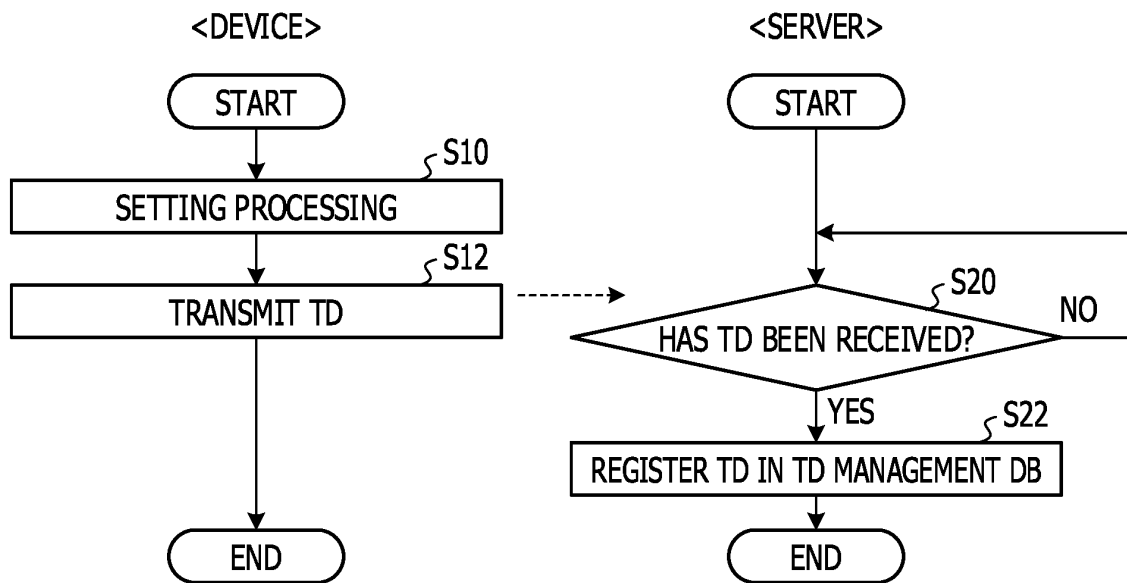 <DEVICE>
START
S10
SETTING PROCESSING
S12
TRANSMIT TD
END
<SERVER>
START
S20
HAS TD BEEN RECEIVED?
NO
YES
S22
REGISTER TD IN TD MANAGEMENT DB
END